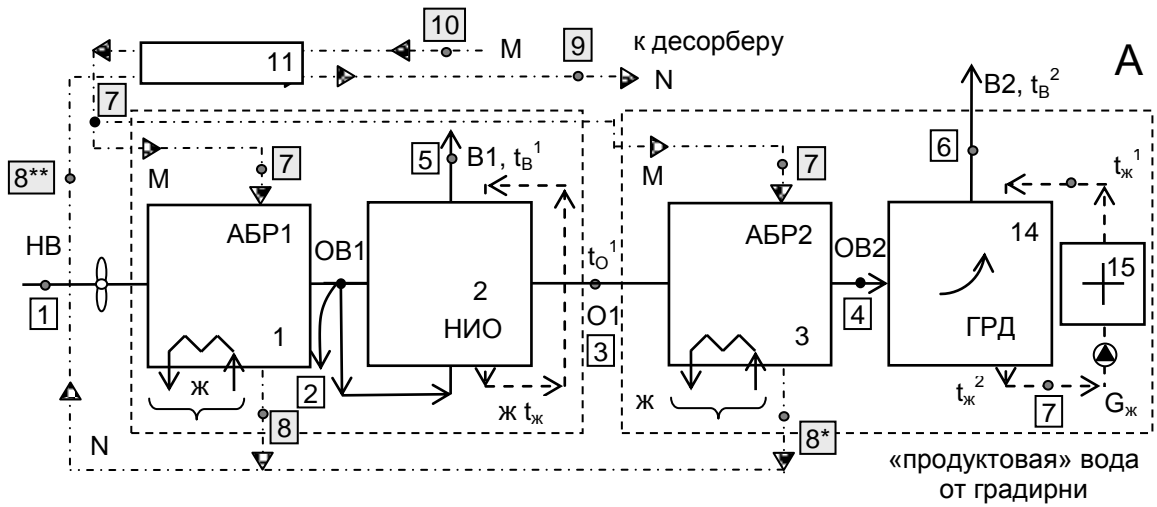 10
9
к десорберу
М
N
11
A
В2, tВ²
7
5
В1, tВ¹
6
М
7
М
7
tж¹
8**
НВ
АБР1
ОВ1
tО¹
АБР2
ОВ2
14
15
1
2
НИО
О1
3
4
ГРД
1
3
ж
2
ж tж
ж
tж²
7
Gж
N
8
8*
«продуктовая» вода
от градирни